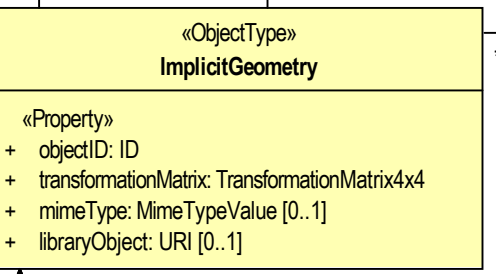 «ObjectType»
ImplicitGeometry
«Property»
+ objectID: ID
+ transformationMatrix: TransformationMatrix4x4
+ mimeType: MimeTypeValue [0..1]
+ libraryObject: URI [0..1]